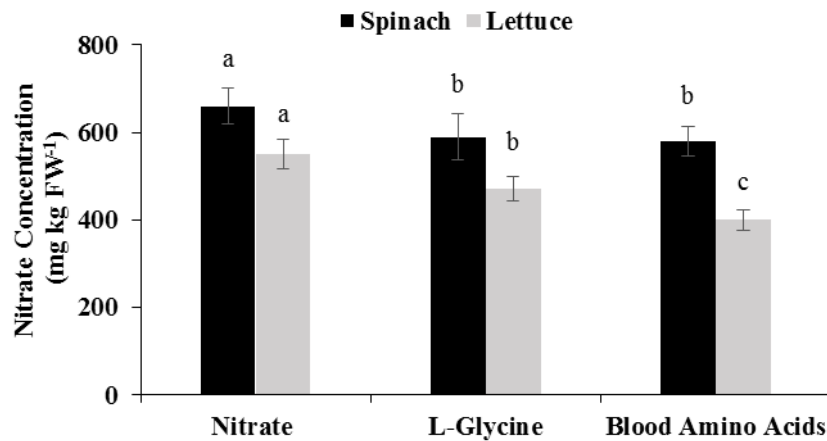 Spinach Lettuce
800
600
400
200
0
Nitrate Concentration
(mg kg FW⁻¹)
a
a
b
b
b
c
Nitrate L-Glycine Blood Amino Acids